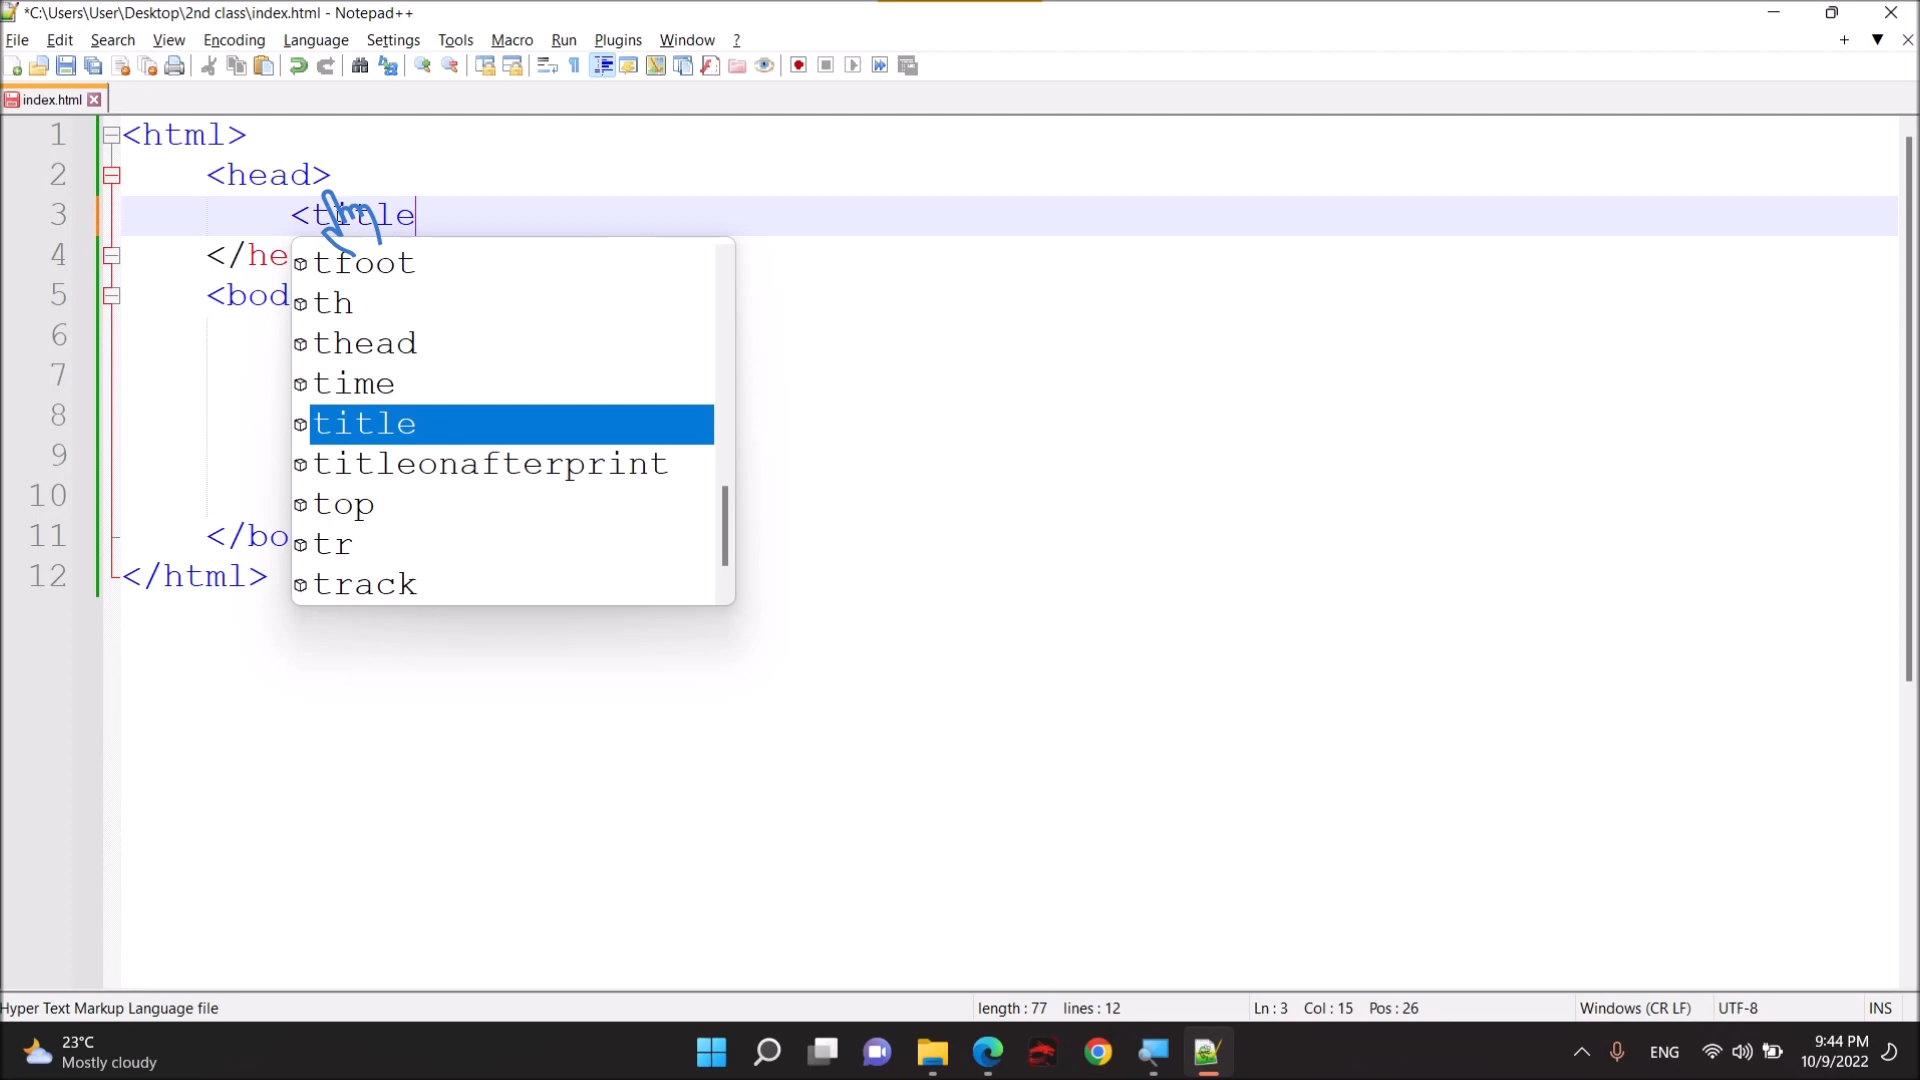 *C:\Users\User\Desktop\2nd class\index.html - Notepad++
File Edit Search View Encoding Language Settings Tools Macro Run Plugins Window ?
index.html
1 <html>
2 <head>
3 <title
4 </he
5 <bod
6
7
8
9
10
11 </bo
12 </html>
tfoot
th
thead
time
title
titleonafterprint
top
tr
track
Hyper Text Markup Language file length : 77 lines : 12 Ln : 3 Col : 15 Pos : 26 Windows (CR LF) UTF-8 INS
23°C
Mostly cloudy
ENG
9:44 PM
10/9/2022